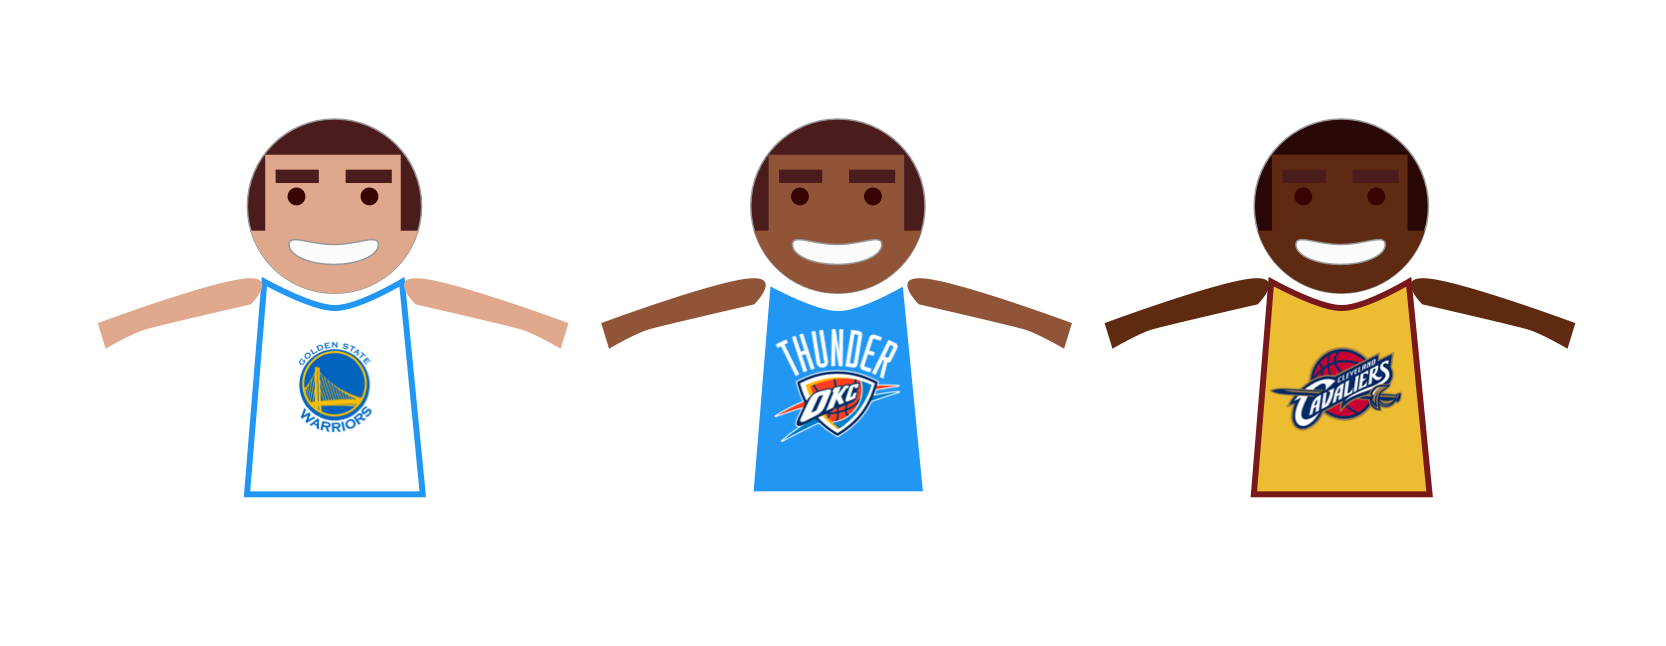 GOLDEN STATE
WARRIORS
THUNDER
OKC
CLEVELAND
CAVALIERS